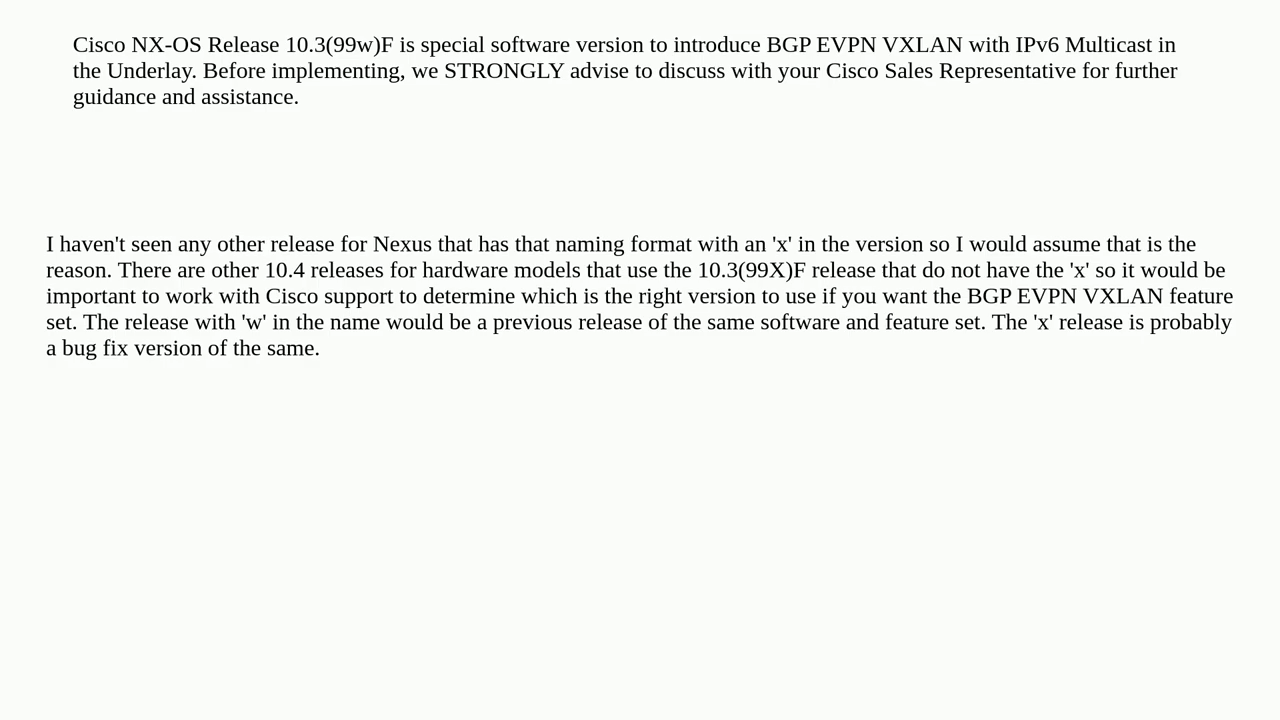 Cisco NX-OS Release 10.3(99w)F is special software version to introduce BGP EVPN VXLAN with IPv6 Multicast in
the Underlay. Before implementing, we STRONGLY advise to discuss with your Cisco Sales Representative for further
guidance and assistance.
I haven't seen any other release for Nexus that has that naming format with an 'x' in the version so I would assume that is the
reason. There are other 10.4 releases for hardware models that use the 10.3(99X)F release that do not have the 'x' so it would be
important to work with Cisco support to determine which is the right version to use if you want the BGP EVPN VXLAN feature
set. The release with 'w' in the name would be a previous release of the same software and feature set. The 'x' release is probably
a bug fix version of the same.